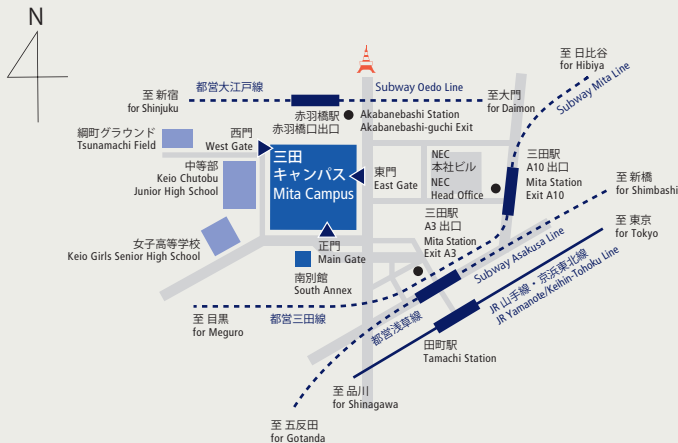 N
至 日比谷
for Hibiya
Subway Mita Line
都営大江戸線
Subway Oedo Line
至 新宿
for Shinjuku
至大門
for Daimon
赤羽橋駅
赤羽橋口出口
Akabanebashi Station
Akabanebashi-guchi Exit
綱町グラウンド
Tsunamachi Field
西門
West Gate
中等部
Keio Chutobu
Junior High School
三田
キャンパス
Mita Campus
東門
East Gate
NEC
本社ビル
NEC
Head Office
三田駅
A10 出口
Mita Station
Exit A10
至 新橋
for Shimbashi
三田駅
A3 出口
Mita Station
Exit A3
至 東京
for Tokyo
女子高等学校
Keio Girls Senior High School
正門
Main Gate
南別館
South Annex
Subway Asakusa Line
JR 山手線・京浜東北線
JR Yamanote/Keihin-Tohoku Line
至 目黒
for Meguro
都営三田線
都営浅草線
田町駅
Tamachi Station
至 品川
for Shinagawa
至 五反田
for Gotanda